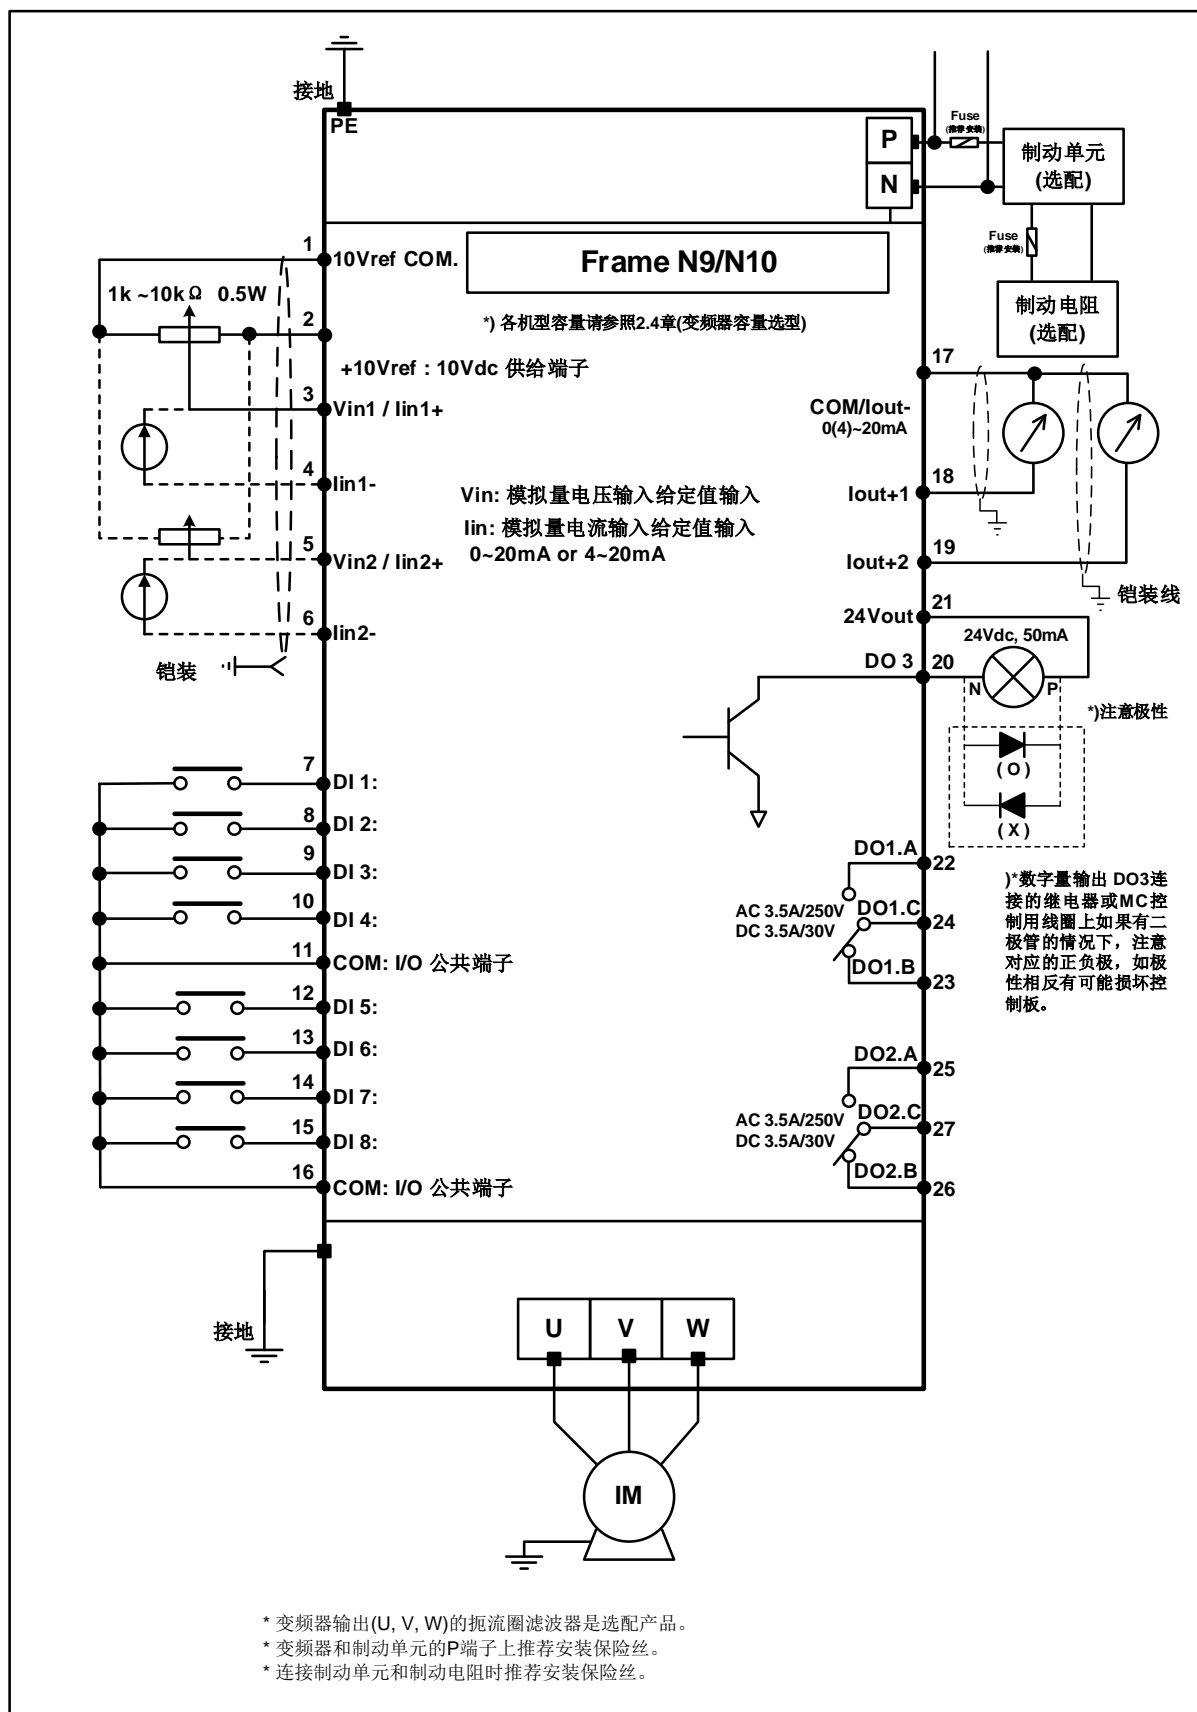 接地
PE
P
N
Fuse
(推荐安装)
制动单元
(选配)
Fuse
(推荐安装)
制动电阻
(选配)
Frame N9/N10
*) 各机型容量请参照2.4章(变频器容量选型)
1
10Vref COM.
1k ~10k Ω 0.5W
2
+10Vref : 10Vdc 供给端子
3
Vin1 / Iin1+
4
Iin1-
5
Vin2 / Iin2+
6
Iin2-
铠装
Vin: 模拟量电压输入给定值输入
Iin: 模拟量电流输入给定值输入
0~20mA or 4~20mA
17
COM/Iout-
0(4)~20mA
18
Iout+1
19
Iout+2
铠装线
21
24Vout
24Vdc, 50mA
DO 3
20
N
P
*)注意极性
( O )
( X )
)*数字量输出 DO3连
接的继电器或MC控
制用线圈上如果有二
极管的情况下，注意
对应的正负极，如极
性相反有可能损坏控
制板。
7
DI 1:
8
DI 2:
9
DI 3:
10
DI 4:
11
COM: I/O 公共端子
12
DI 5:
13
DI 6:
14
DI 7:
15
DI 8:
16
COM: I/O 公共端子
DO1.A
22
AC 3.5A/250V
DC 3.5A/30V
DO1.C
24
DO1.B
23
DO2.A
25
AC 3.5A/250V
DC 3.5A/30V
DO2.C
27
DO2.B
26
接地
U
V
W
IM
* 变频器输出(U, V, W)的扼流圈滤波器是选配产品。
* 变频器和制动单元的P端子上推荐安装保险丝。
* 连接制动单元和制动电阻时推荐安装保险丝。